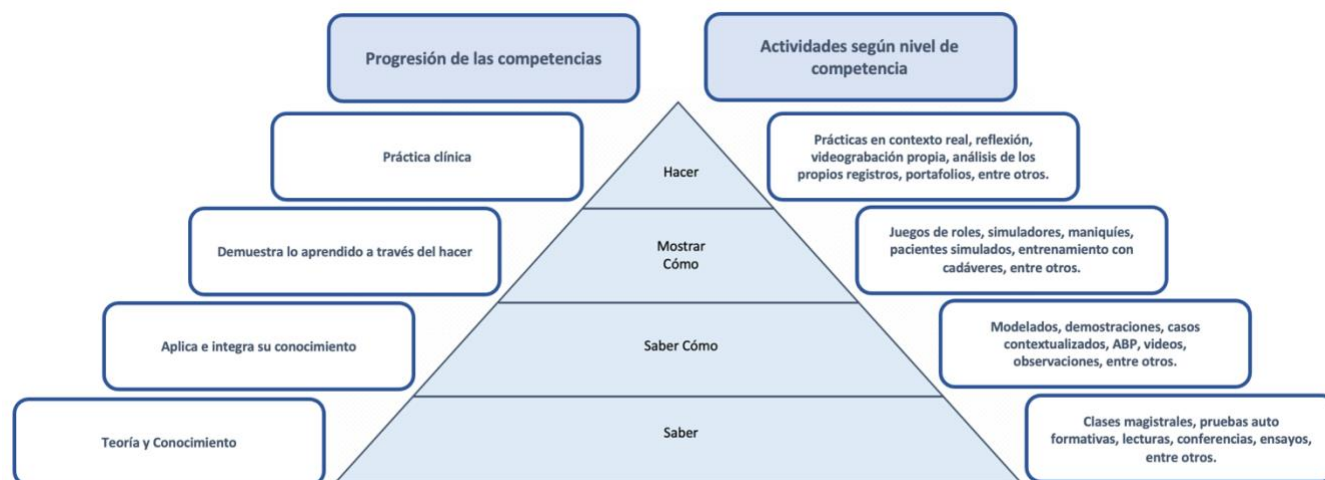 Progresión de las competencias
Actividades según nivel de
competencia
Práctica clínica
Hacer
Prácticas en contexto real, reflexión,
videograbación propia, análisis de los
propios registros, portafolios, entre otros.
Demuestra lo aprendido a través del hacer
Mostrar
Cómo
Juegos de roles, simuladores, maniquíes,
pacientes simulados, entrenamiento con
cadáveres, entre otros.
Aplica e integra su conocimiento
Saber Cómo
Modelados, demostraciones, casos
contextualizados, ABP, videos,
observaciones, entre otros.
Teoría y Conocimiento
Saber
Clases magistrales, pruebas auto
formativas, lecturas, conferencias, ensayos,
entre otros.